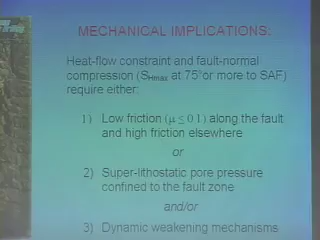 MECHANICAL IMPLICATIONS:
Heat-flow constraint and fault-normal
compression (SHmax at 75°or more to SAF)
require either:
1) Low friction (μ ≤ 0.1) along the fault
and high friction elsewhere
or
2) Super-lithostatic pore pressure
confined to the fault zone
and/or
3) Dynamic weakening mechanisms